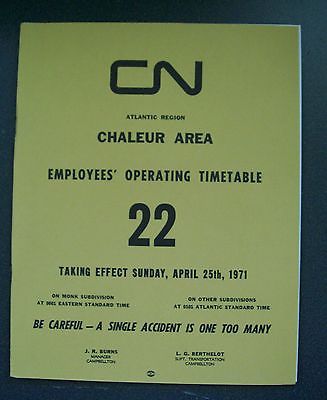 CN
ATLANTIC REGION
CHALEUR AREA
EMPLOYEES' OPERATING TIMETABLE
22
TAKING EFFECT SUNDAY, APRIL 25th, 1971
ON MONK SUBDIVISION
AT 0001 EASTERN STANDARD TIME
ON OTHER SUBDIVISIONS
AT 0101 ATLANTIC STANDARD TIME
BE CAREFUL — A SINGLE ACCIDENT IS ONE TOO MANY
J. R. BURNS
MANAGER
CAMPBELLTON
L. G. BERTHELOT
SUPT. TRANSPORTATION
CAMPBELLTON